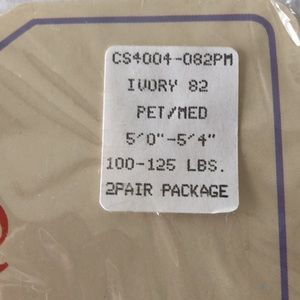 CS4004-082PM
IVORY 82
PET/MED
5'0"-5'4"
100-125 LBS.
2PAIR PACKAGE